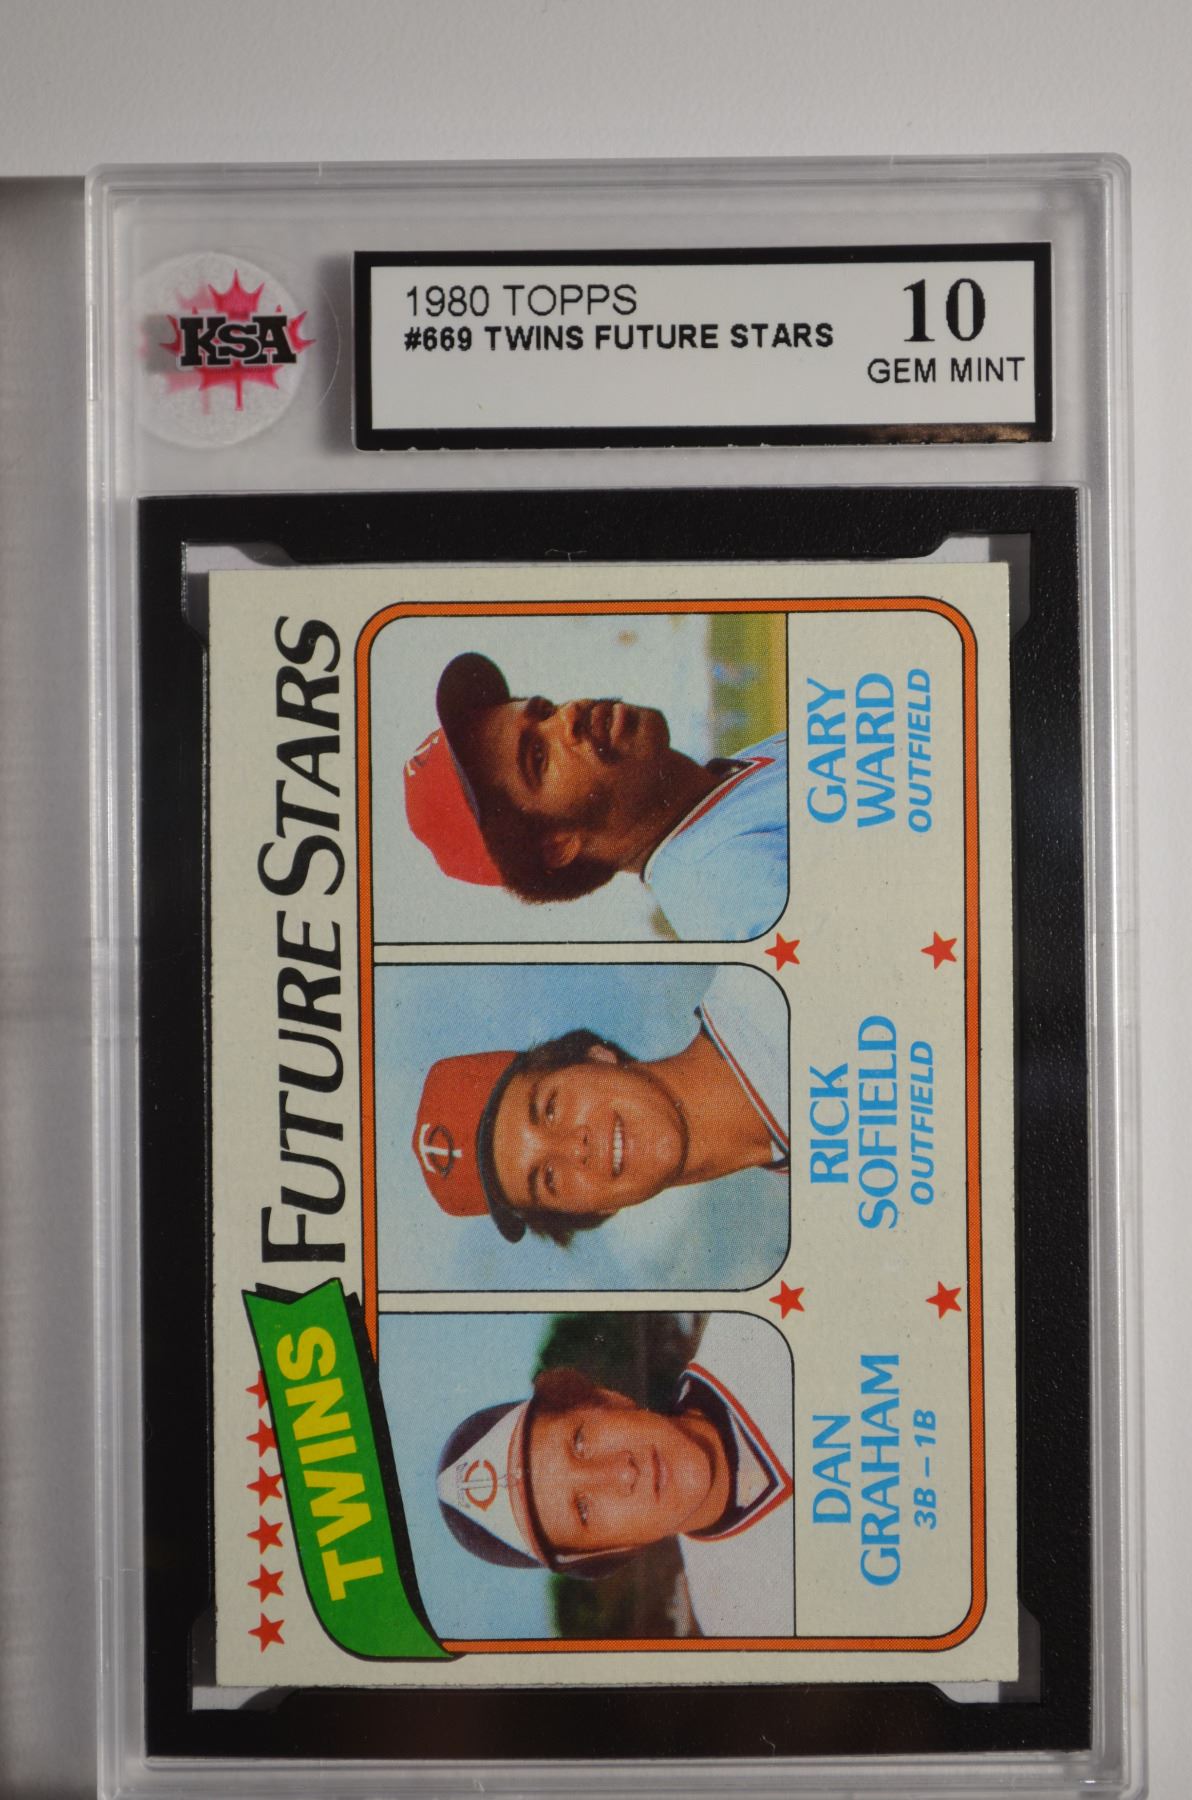 KSA
1980 TOPPS
#669 TWINS FUTURE STARS
10
GEM MINT
TWINS
FUTURE STARS
DAN
GRAHAM
3B – 1B
RICK
SOFIELD
OUTFIELD
GARY
WARD
OUTFIELD